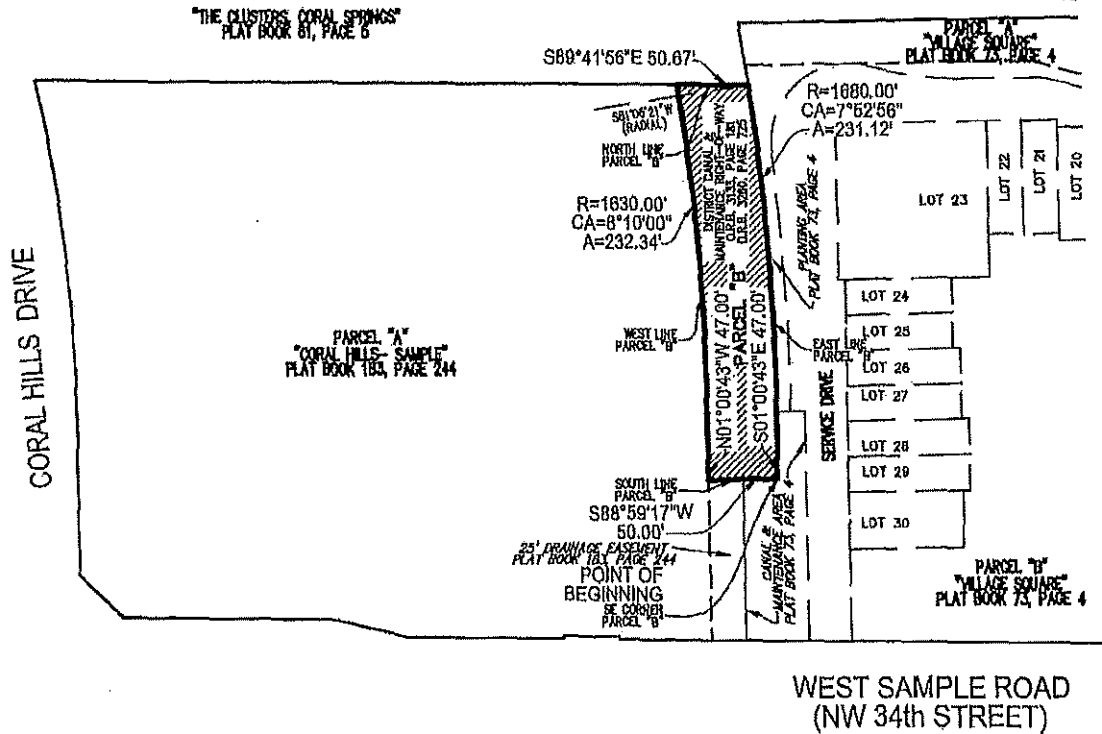 "THE CLUSTERS, CORAL SPRINGS"
PLAT BOOK 81, PAGE 6
PARCEL "A"
"VILLAGE SQUARE"
PLAT BOOK 73, PAGE 4
S89°41'56"E 50.67'
R=1680.00'
CA=7°52'56"
A=231.12'
S81°06'21"W
(RADIAL)
NORTH LINE
PARCEL "B"
DISTRICT CANAL &
MAINTENANCE RIGHT-OF-WAY
O.R.B. PAGE 181
O.R.B. 3260, PAGE 725
PLANTING AREA
PLAT BOOK 73, PAGE 4
LOT 23
LOT 22
LOT 21
LOT 20
R=1630.00'
CA=8°10'00"
A=232.34'
CORAL HILLS DRIVE
PARCEL "A"
"CORAL HILLS- SAMPLE"
PLAT BOOK 183, PAGE 244
WEST LINE
PARCEL "B"
N01°00'43"W 47.00'
PARCEL "B"
S01°00'43"E 47.00'
EAST LINE
PARCEL "B"
SERVICE DRIVE
LOT 24
LOT 25
LOT 26
LOT 27
LOT 28
LOT 29
LOT 30
SOUTH LINE
PARCEL "B"
S88°59'17"W
50.00'
25' DRAINAGE EASEMENT
PLAT BOOK 183, PAGE 244
POINT OF
BEGINNING
SE CORNER
PARCEL "B"
CANAL &
MAINTENANCE AREA
PLAT BOOK 73, PAGE 4
PARCEL "B"
"VILLAGE SQUARE"
PLAT BOOK 73, PAGE 4
WEST SAMPLE ROAD
(NW 34th STREET)